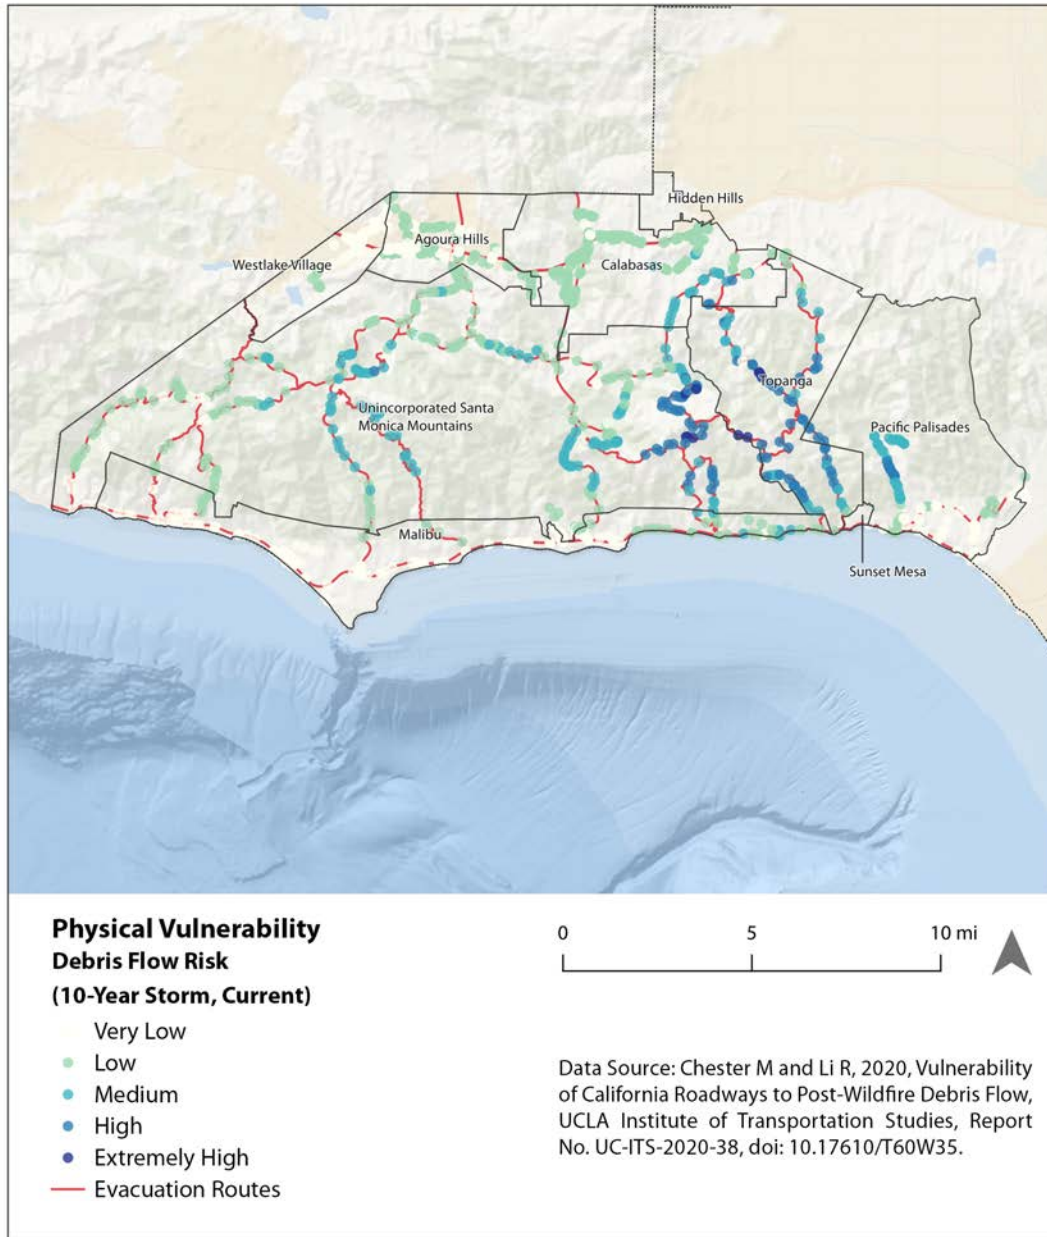 Hidden Hills
Agoura Hills
Westlake Village
Calabasas
Topanga
Unincorporated Santa
Monica Mountains
Pacific Palisades
Malibu
Sunset Mesa
Physical Vulnerability
Debris Flow Risk
(10-Year Storm, Current)
Very Low
Low
Medium
High
Extremely High
Evacuation Routes
0 5 10 mi
Data Source: Chester M and Li R, 2020, Vulnerability
of California Roadways to Post-Wildfire Debris Flow,
UCLA Institute of Transportation Studies, Report
No. UC-ITS-2020-38, doi: 10.17610/T60W35.